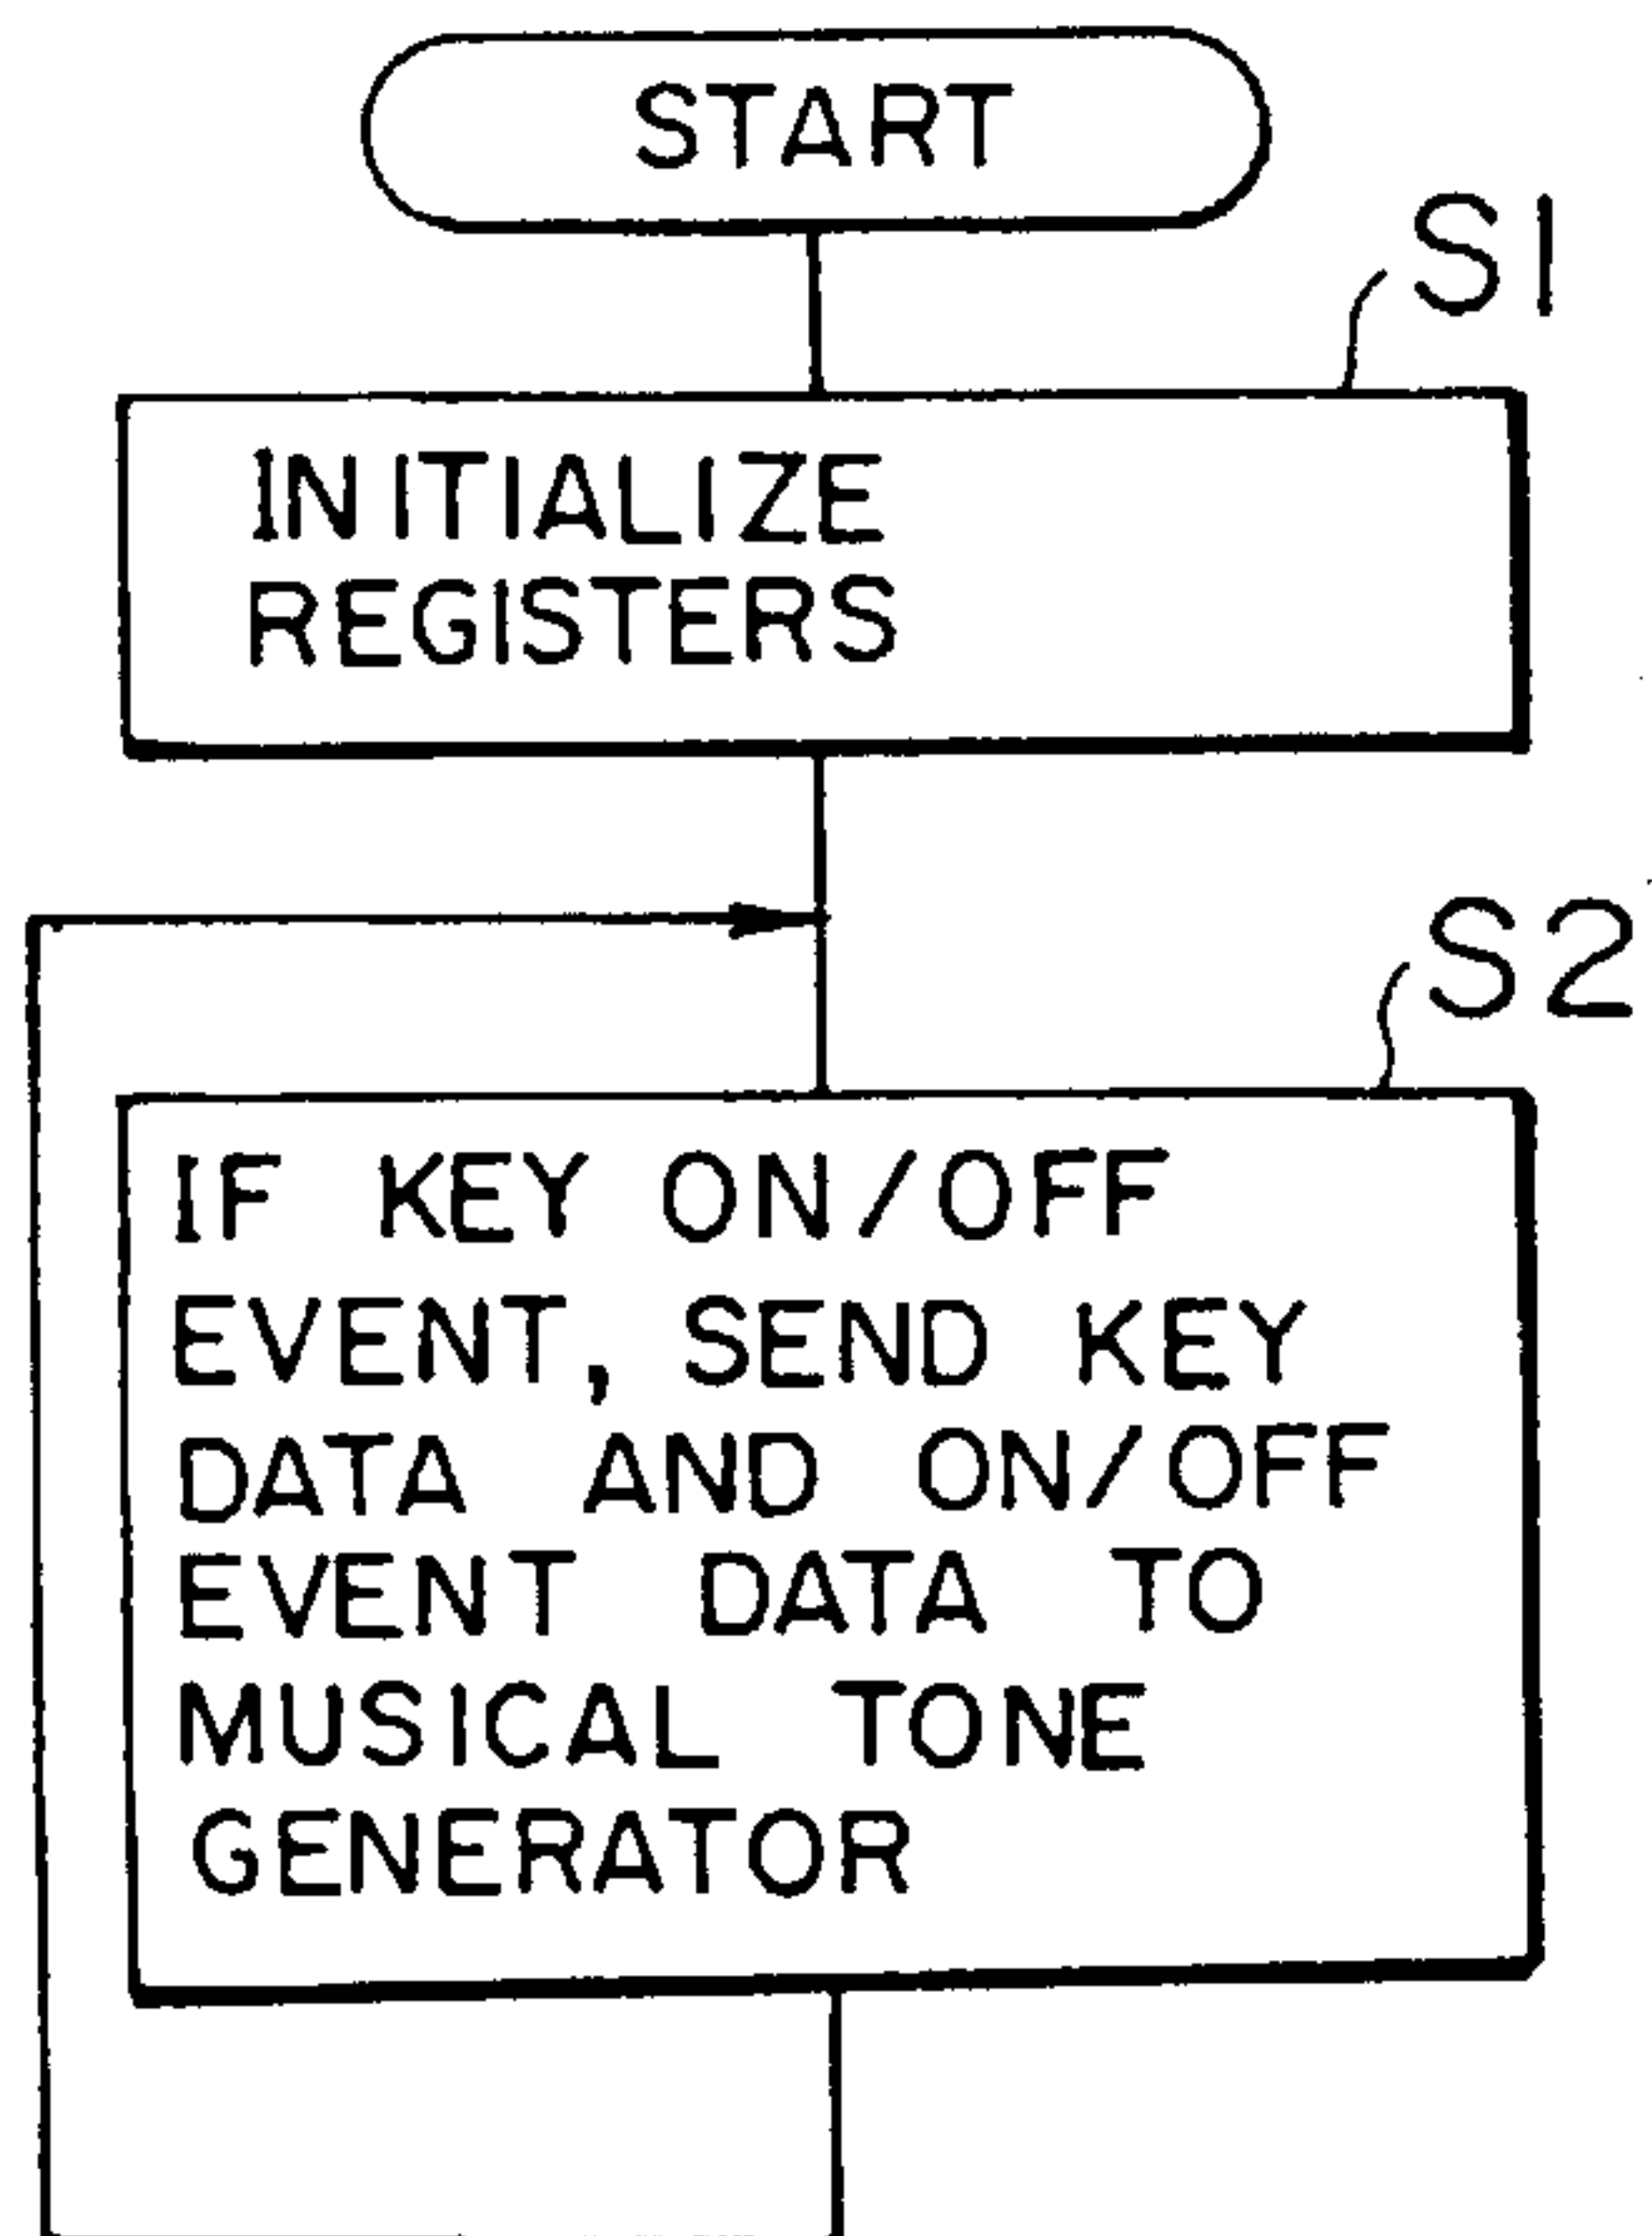 START
S1
INITIALIZE
REGISTERS
S2
IF KEY ON/OFF
EVENT, SEND KEY
DATA AND ON/OFF
EVENT DATA TO
MUSICAL TONE
GENERATOR